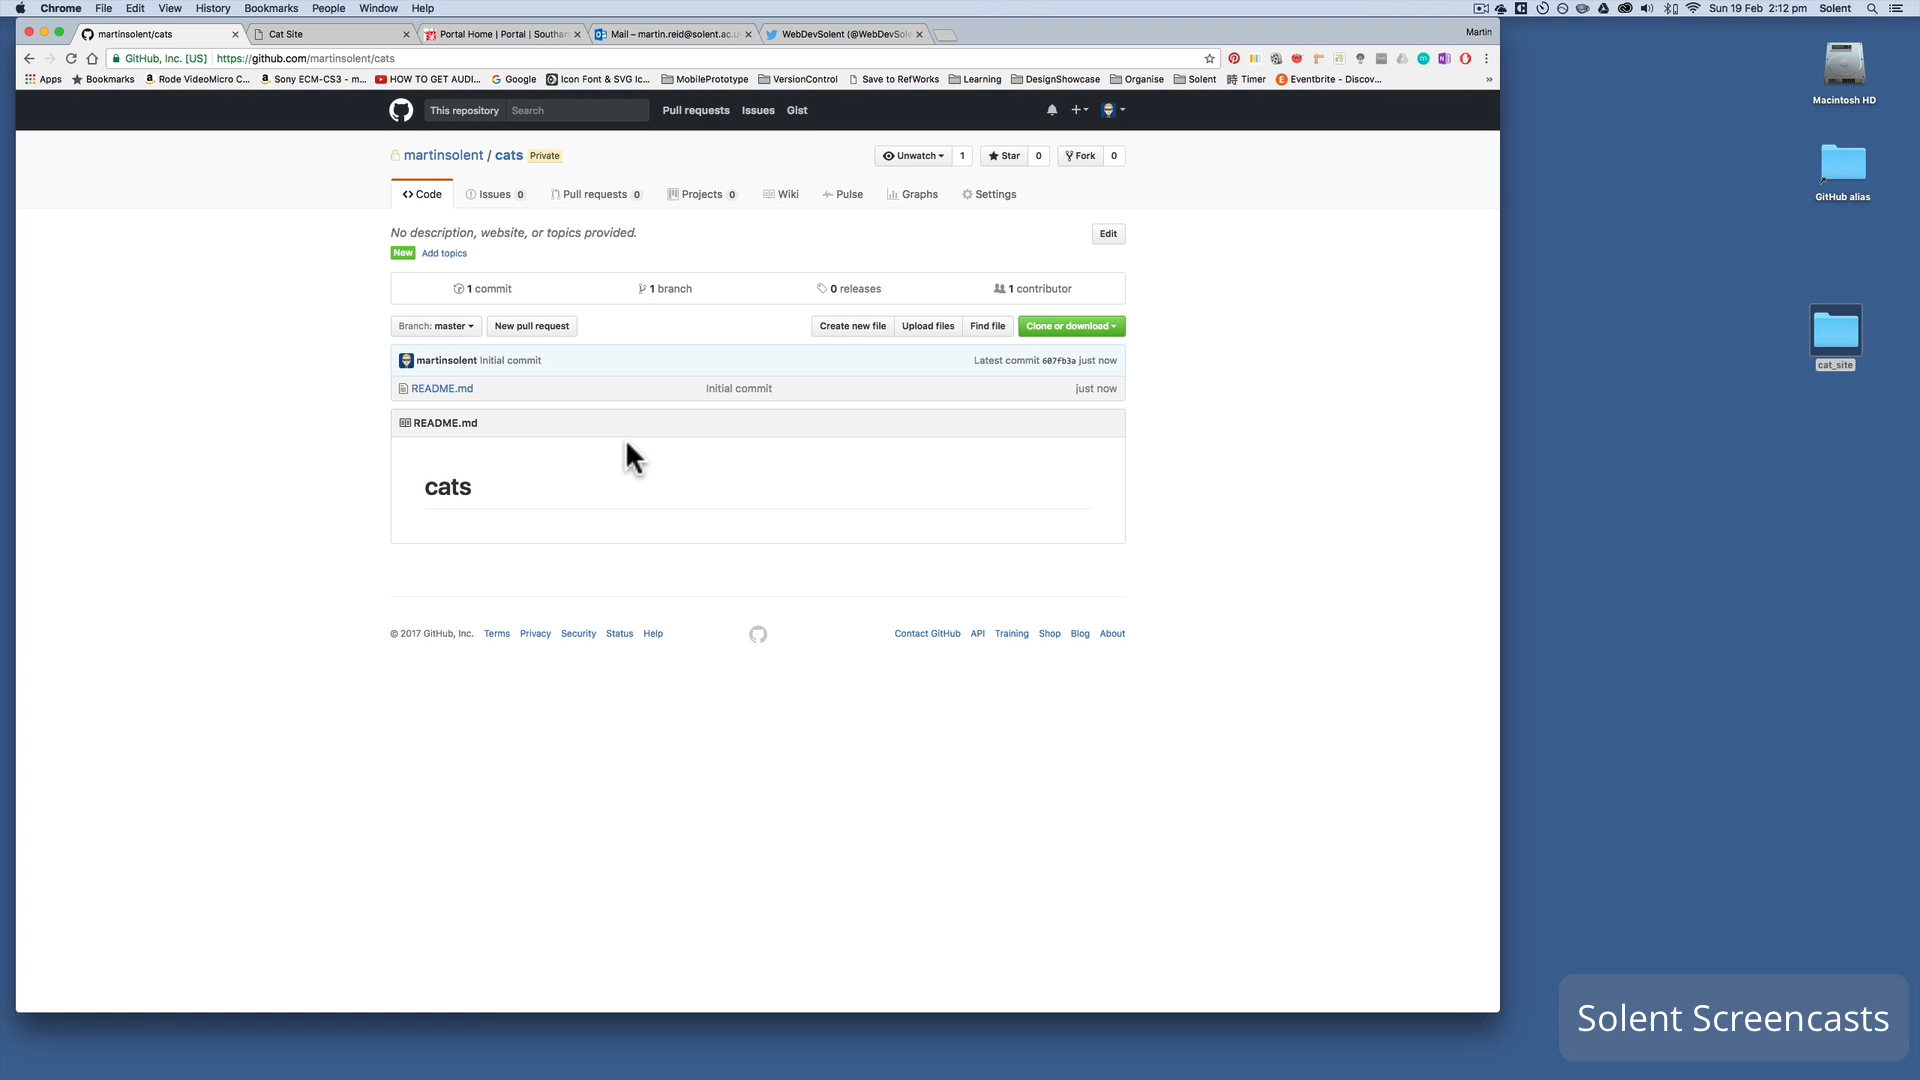 Chrome File Edit View History Bookmarks People Window Help Sun 19 Feb 2:12 pm Solent
martinsolent/cats Cat Site Portal Home | Portal | Southam Mail – martin.reid@solent.ac.u WebDevSolent (@WebDevSole Martin
GitHub, Inc. [US] https://github.com/martinsolent/cats
Apps Bookmarks Rode VideoMicro C... Sony ECM-CS3 - m... HOW TO GET AUDI... Google Icon Font & SVG Ic... MobilePrototype VersionControl Save to RefWorks Learning DesignShowcase Organise Solent Timer Eventbrite - Discov... »
This repository Search Pull requests Issues Gist
martinsolent / cats Private Unwatch 1 Star 0 Fork 0
Code Issues 0 Pull requests 0 Projects 0 Wiki Pulse Graphs Settings
No description, website, or topics provided. Edit
New Add topics
1 commit 1 branch 0 releases 1 contributor
Branch: master New pull request Create new file Upload files Find file Clone or download
martinsolent Initial commit Latest commit 607fb3a just now
README.md Initial commit just now
README.md
cats
© 2017 GitHub, Inc. Terms Privacy Security Status Help Contact GitHub API Training Shop Blog About
Macintosh HD
GitHub alias
cat_site
Solent Screencasts